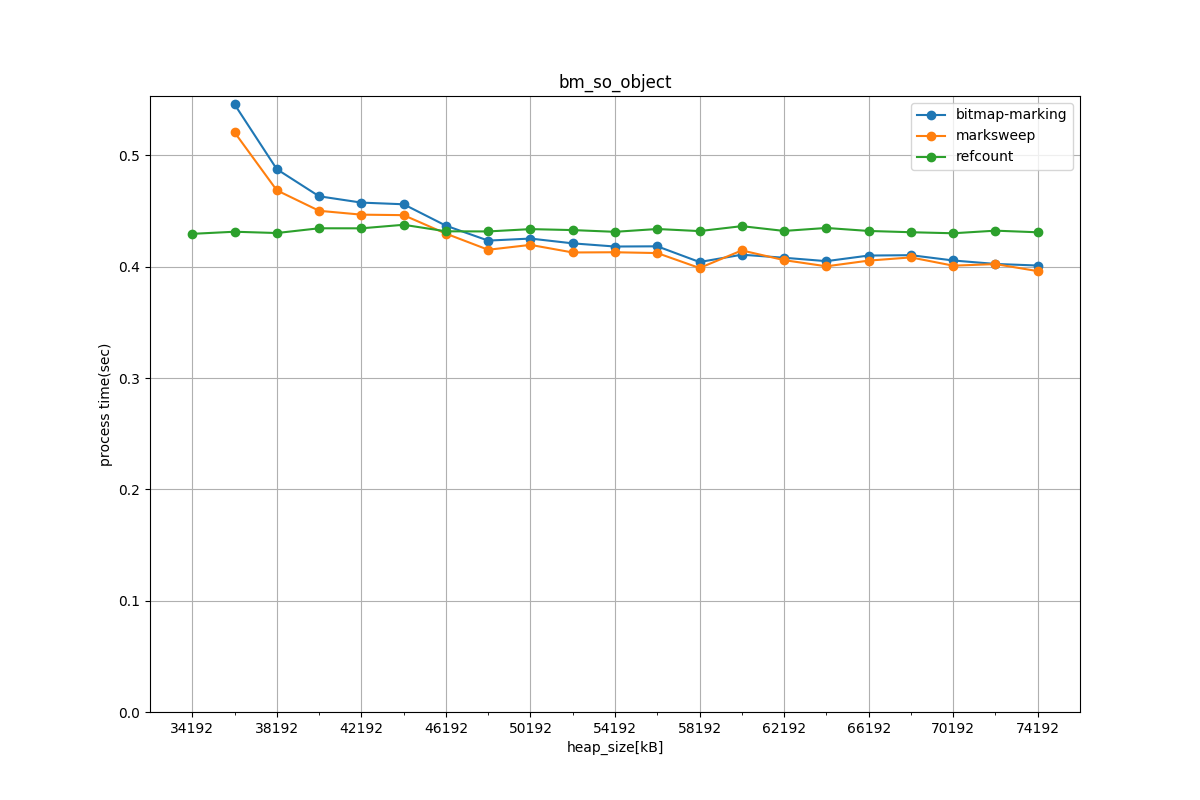 bm_so_object
bitmap-marking
marksweep
refcount
process time(sec)
0.5
0.4
0.3
0.2
0.1
0.0
34192 38192 42192 46192 50192 54192 58192 62192 66192 70192 74192
heap_size[kB]